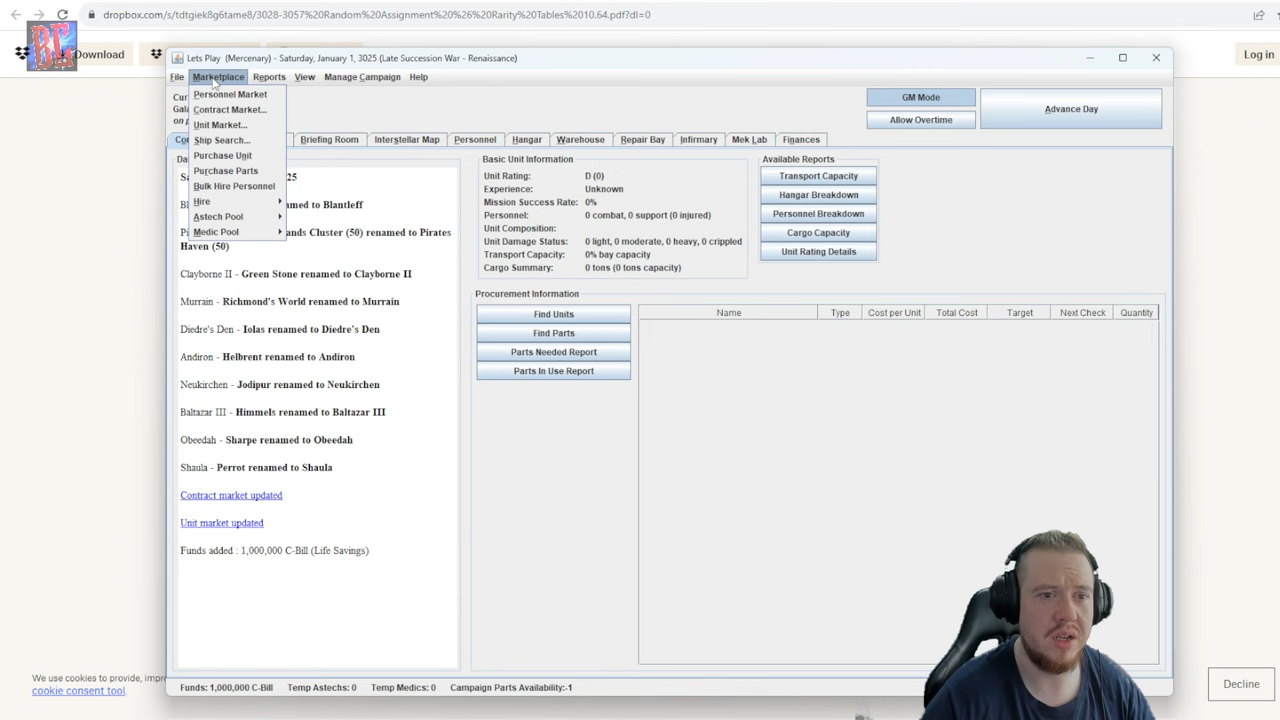 dropbox.com/s/tdtgiek8g6tame8/3028-3057%20Random%20Assignment%20%26%20Rarity%20Tables%2010.64.pdf?dl=0
BE
Download
Log in
Lets Play (Mercenary) - Saturday, January 1, 3025 (Late Succession War - Renaissance)
File Marketplace Reports View Manage Campaign Help
Personnel Market
Contract Market...
Unit Market...
Ship Search...
Purchase Unit
Purchase Parts
Bulk Hire Personnel
Hire
Astech Pool
Medic Pool
GM Mode
Allow Overtime
Advance Day
Briefing Room Interstellar Map Personnel Hangar Warehouse Repair Bay Infirmary Mek Lab Finances
25
ed to Blantleff
ands Cluster (50) renamed to Pirates
Haven (50)
Clayborne II - Green Stone renamed to Clayborne II
Murrain - Richmond's World renamed to Murrain
Diedre's Den - Iolas renamed to Diedre's Den
Andiron - Helbrent renamed to Andiron
Neukirchen - Jodipur renamed to Neukirchen
Baltazar III - Himmels renamed to Baltazar III
Obeedah - Sharpe renamed to Obeedah
Shaula - Perrot renamed to Shaula
Contract market updated
Unit market updated
Funds added : 1,000,000 C-Bill (Life Savings)
Basic Unit Information
Unit Rating: D (0)
Experience: Unknown
Mission Success Rate: 0%
Personnel: 0 combat, 0 support (0 injured)
Unit Composition:
Unit Damage Status: 0 light, 0 moderate, 0 heavy, 0 crippled
Transport Capacity: 0% bay capacity
Cargo Summary: 0 tons (0 tons capacity)
Available Reports
Transport Capacity
Hangar Breakdown
Personnel Breakdown
Cargo Capacity
Unit Rating Details
Procurement Information
Find Units
Find Parts
Parts Needed Report
Parts In Use Report
Name Type Cost per Unit Total Cost Target Next Check Quantity
Funds: 1,000,000 C-Bill Temp Astechs: 0 Temp Medics: 0 Campaign Parts Availability:-1
We use cookies to provide, impr
cookie consent tool.
Decline